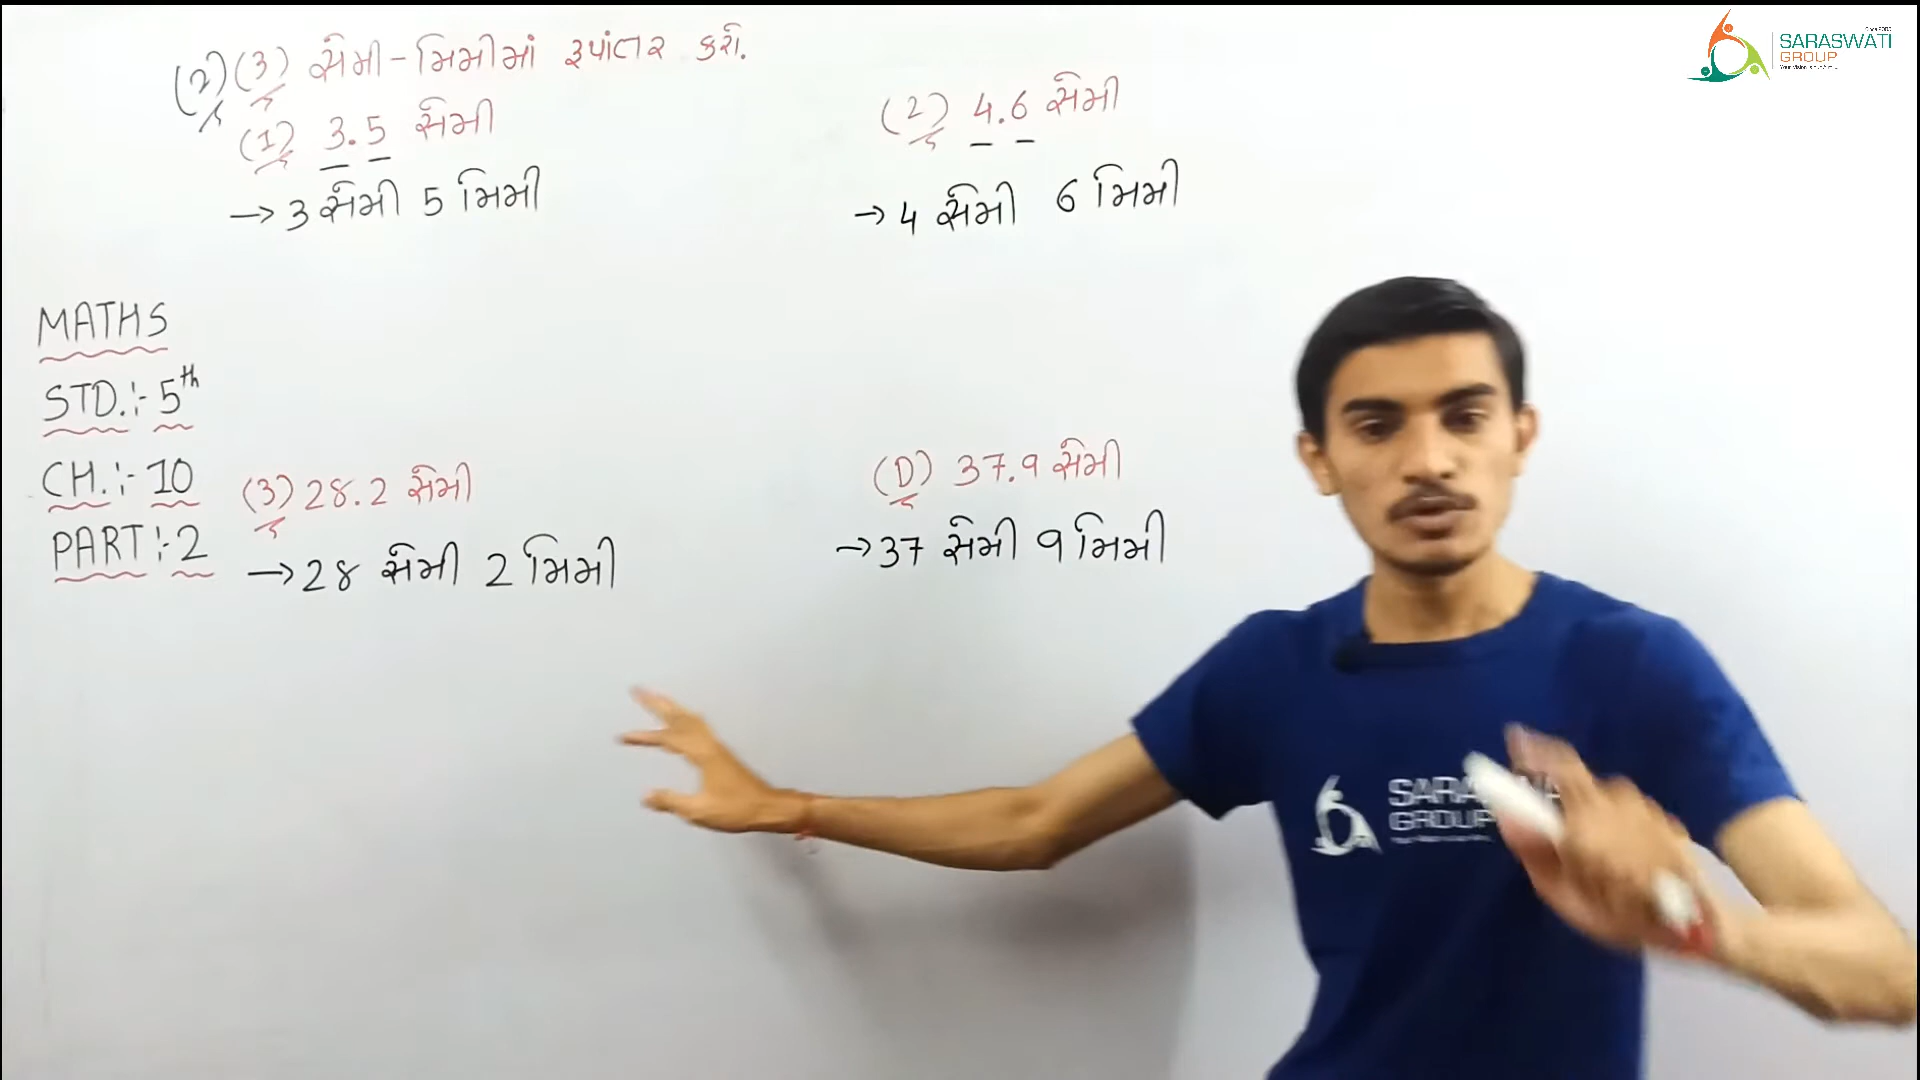 (2) (3) સેમી-મિમીમાં રૂપાંતર કરો.
(1) 3.5 સેમી
→ 3 સેમી 5 મિમી
(2) 4.6 સેમી
→ 4 સેમી 6 મિમી
MATHS
STD.:- 5th
CH.:- 10
PART:- 2
(3) 28.2 સેમી
→ 28 સેમી 2 મિમી
(D) 37.9 સેમી
→ 37 સેમી 9 મિમી
SARASWATI
GROUP
GROUP